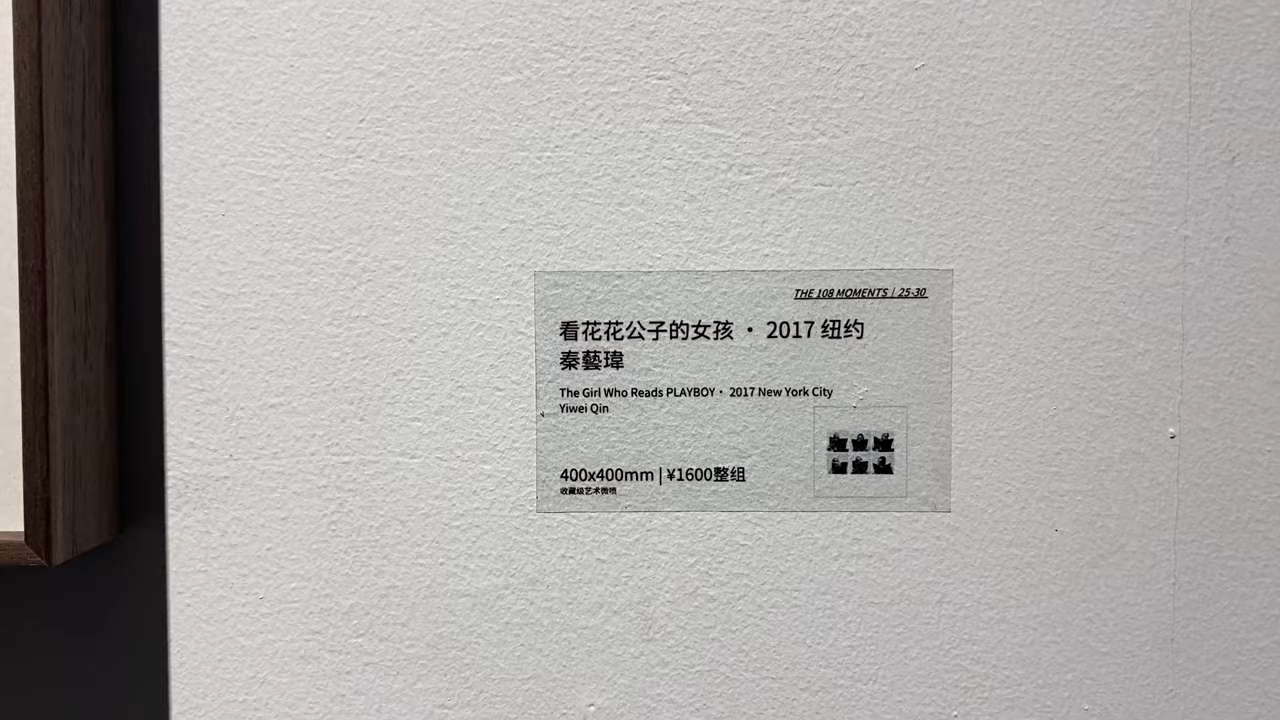 THE 108 MOMENTS | 25-30
看花花公子的女孩 · 2017 纽约
秦藝瑋
The Girl Who Reads PLAYBOY · 2017 New York City
Yiwei Qin
400x400mm | ¥1600整组
收藏级艺术微喷